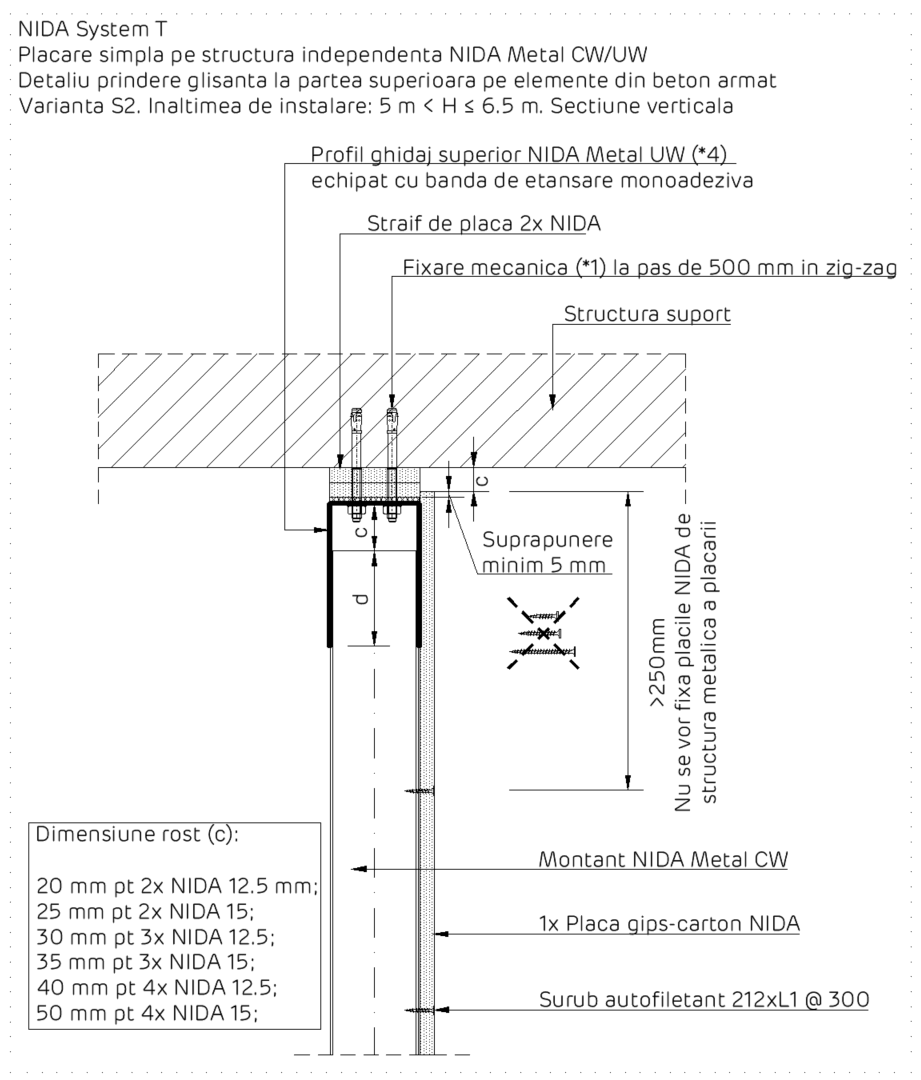 NIDA System T
Placare simpla pe structura independenta NIDA Metal CW/UW
Detaliu prindere glisanta la partea superioara pe elemente din beton armat
Varianta S2. Inaltimea de instalare: 5 m < H ≤ 6.5 m. Sectiune verticala
Profil ghidaj superior NIDA Metal UW (*4)
echipat cu banda de etansare monoadeziva
Straif de placa 2x NIDA
Fixare mecanica (*1) la pas de 500 mm in zig-zag
Structura suport
c
c
d
Suprapunere
minim 5 mm
>250mm
Nu se vor fixa placile NIDA de
structura metalica a placarii
Dimensiune rost (c):
20 mm pt 2x NIDA 12.5 mm;
25 mm pt 2x NIDA 15;
30 mm pt 3x NIDA 12.5;
35 mm pt 3x NIDA 15;
40 mm pt 4x NIDA 12.5;
50 mm pt 4x NIDA 15;
Montant NIDA Metal CW
1x Placa gips-carton NIDA
Surub autofiletant 212xL1 @ 300